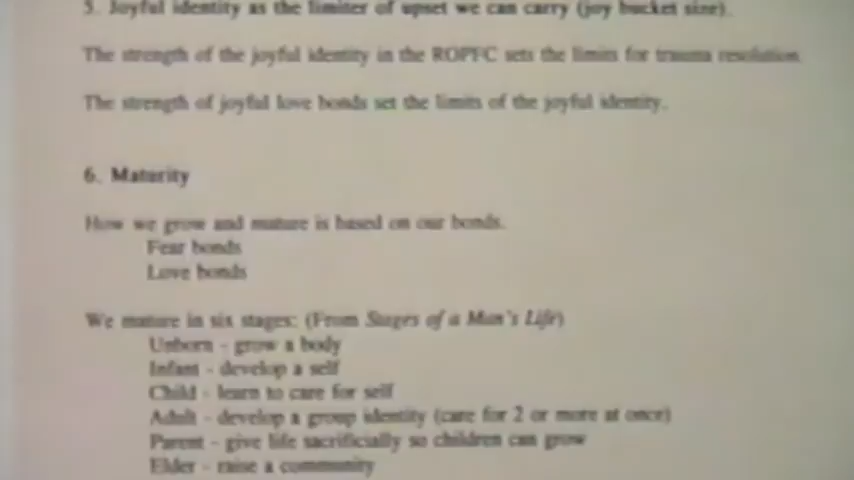 5. Joyful identity as the limiter of upset we can carry (joy bucket size).
The strength of the joyful identity in the ROPFC sets the limits for trauma resolution
The strength of joyful love bonds set the limits of the joyful identity.
6. Maturity
How we grow and mature is based on our bonds.
Fear bonds
Love bonds
We mature in six stages: (From Stages of a Man's Life)
Unborn - grow a body
Infant - develop a self
Child - learn to care for self
Adult - develop a group identity (care for 2 or more at once)
Parent - give life sacrificially so children can grow
Elder - raise a community